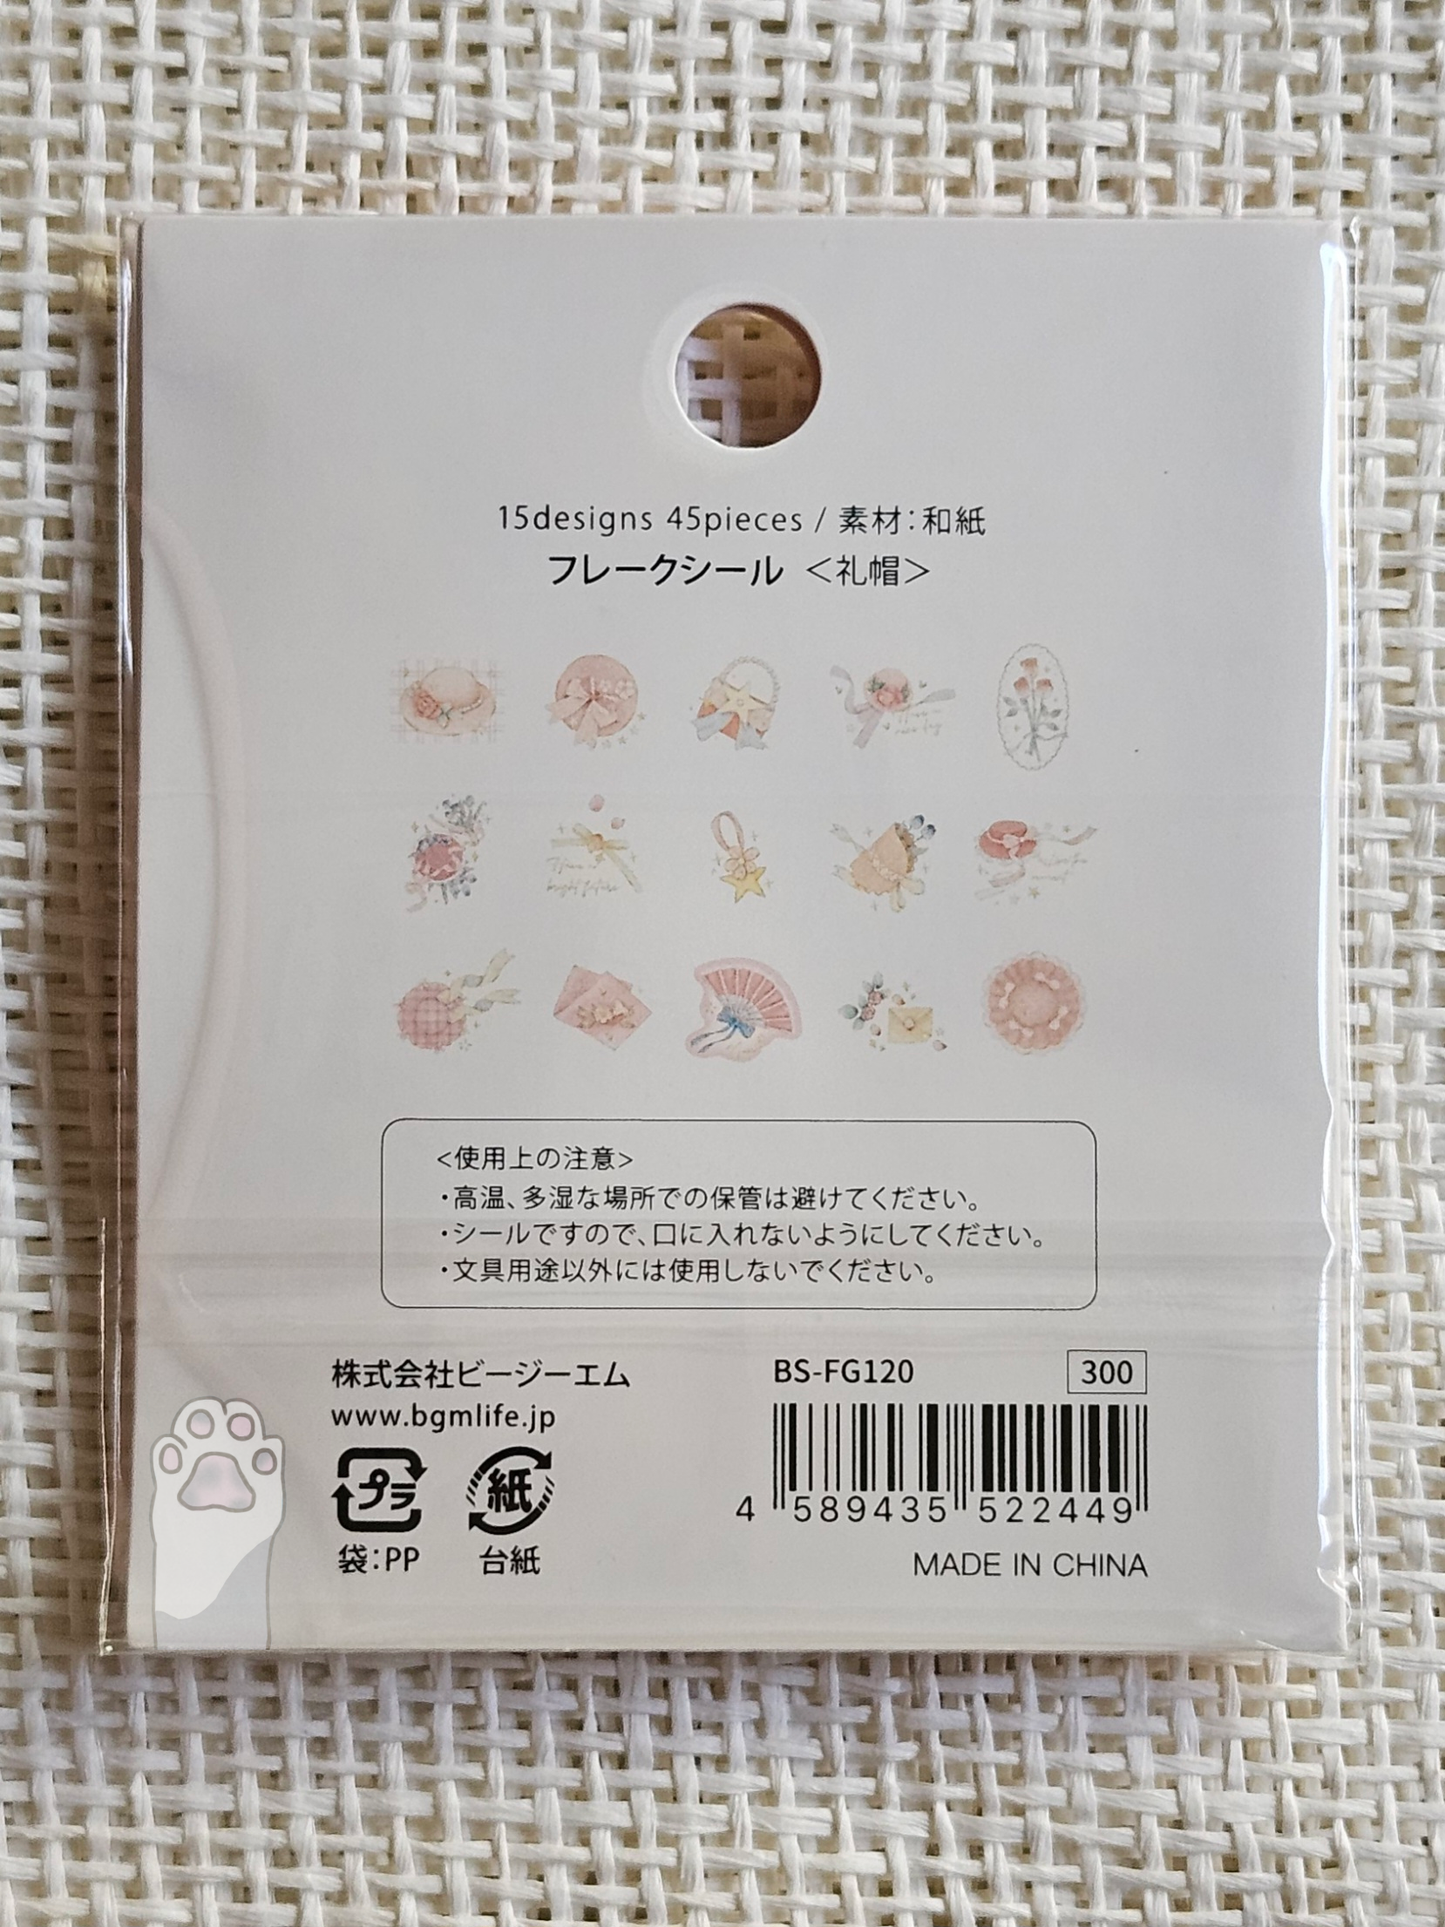 15designs 45pieces / 素材：和紙
フレークシール ＜礼帽＞
<使用上の注意>
・高温、多湿な場所での保管は避けてください。
・シールですので、口に入れないようにしてください。
・文具用途以外には使用しないでください。
株式会社ビージーエム
www.bgmlife.jp
プラ
紙
袋：PP
台紙
BS-FG120
300
4 589435 522449
MADE IN CHINA